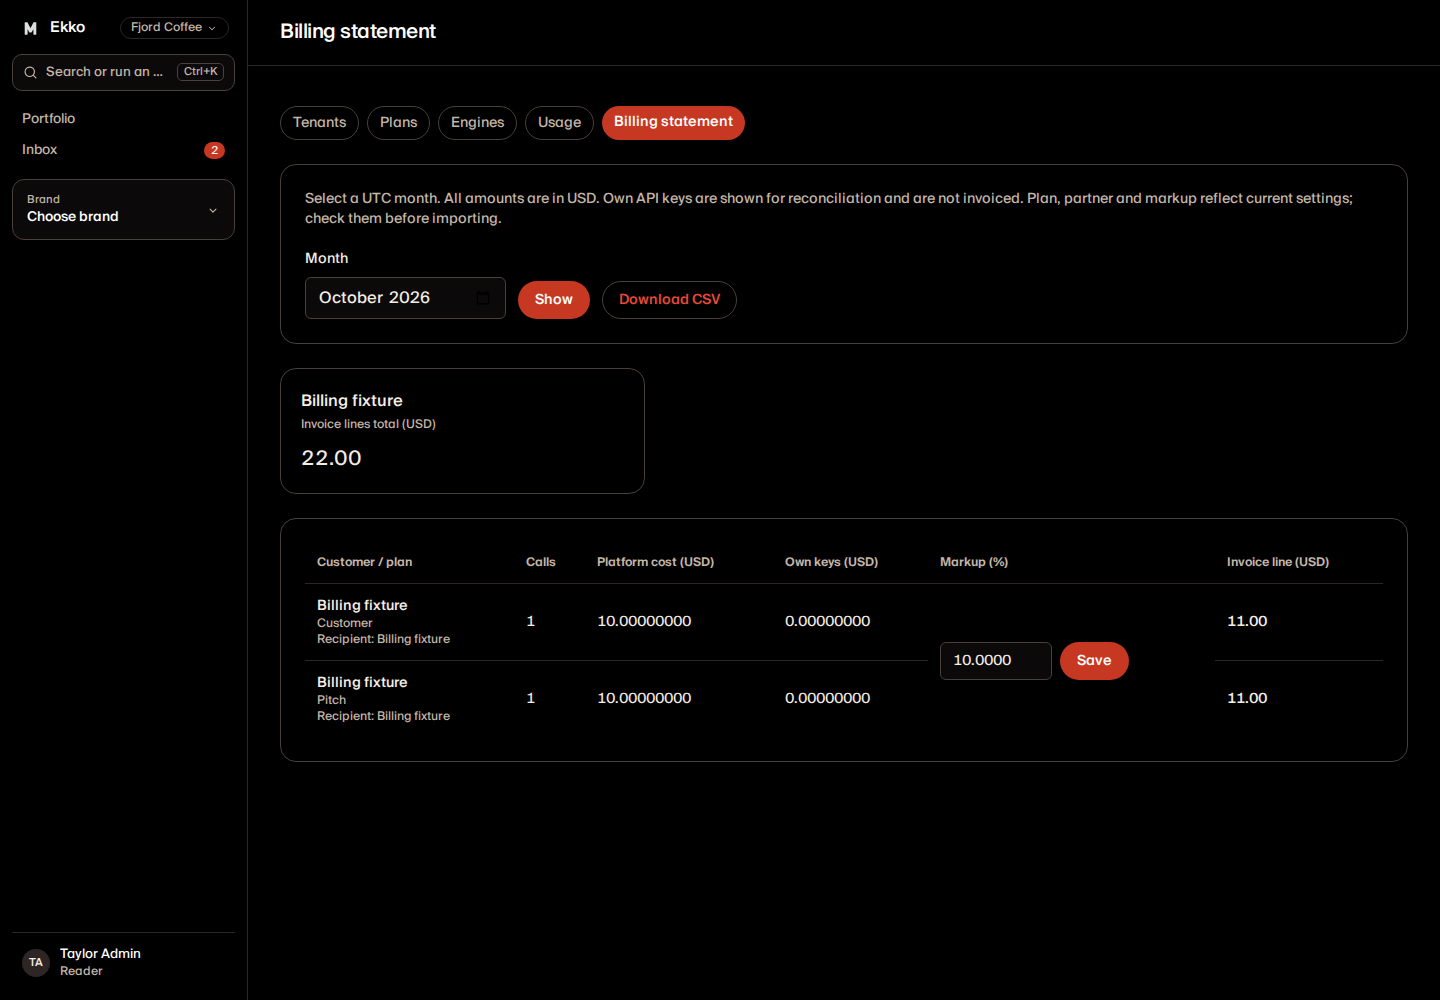 Ekko
Fjord Coffee
Search or run an ...
Ctrl+K
Portfolio
Inbox
2
Brand
Choose brand
Billing statement
Tenants
Plans
Engines
Usage
Billing statement
Select a UTC month. All amounts are in USD. Own API keys are shown for reconciliation and are not invoiced. Plan, partner and markup reflect current settings;
check them before importing.
Month
October 2026
Show
Download CSV
Billing fixture
Invoice lines total (USD)
22.00
Customer / plan Calls Platform cost (USD) Own keys (USD) Markup (%) Invoice line (USD)
Billing fixture
Customer
Recipient: Billing fixture
1 10.00000000 0.00000000 11.00
10.0000 Save
Billing fixture
Pitch
Recipient: Billing fixture
1 10.00000000 0.00000000 11.00
TA
Taylor Admin
Reader